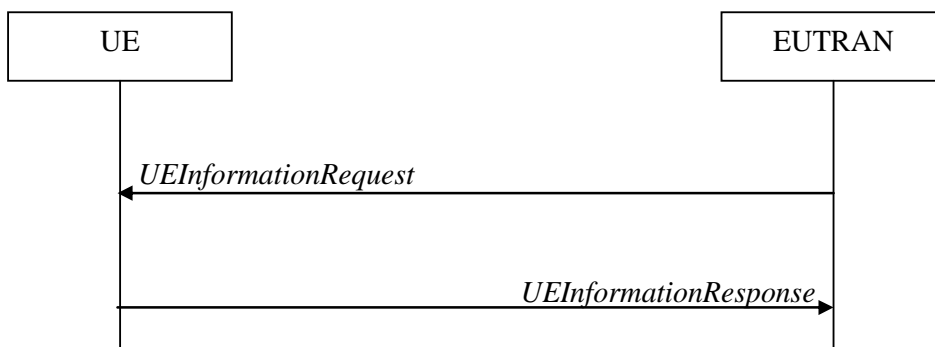 UE
EUTRAN
UEInformationRequest
UEInformationResponse